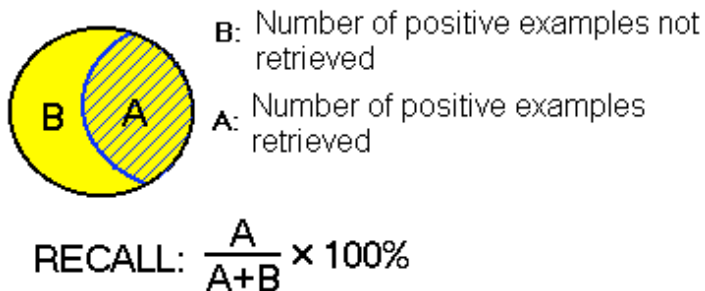 B: Number of positive examples not
retrieved
B A
A: Number of positive examples
retrieved
RECALL: A
A+B × 100%